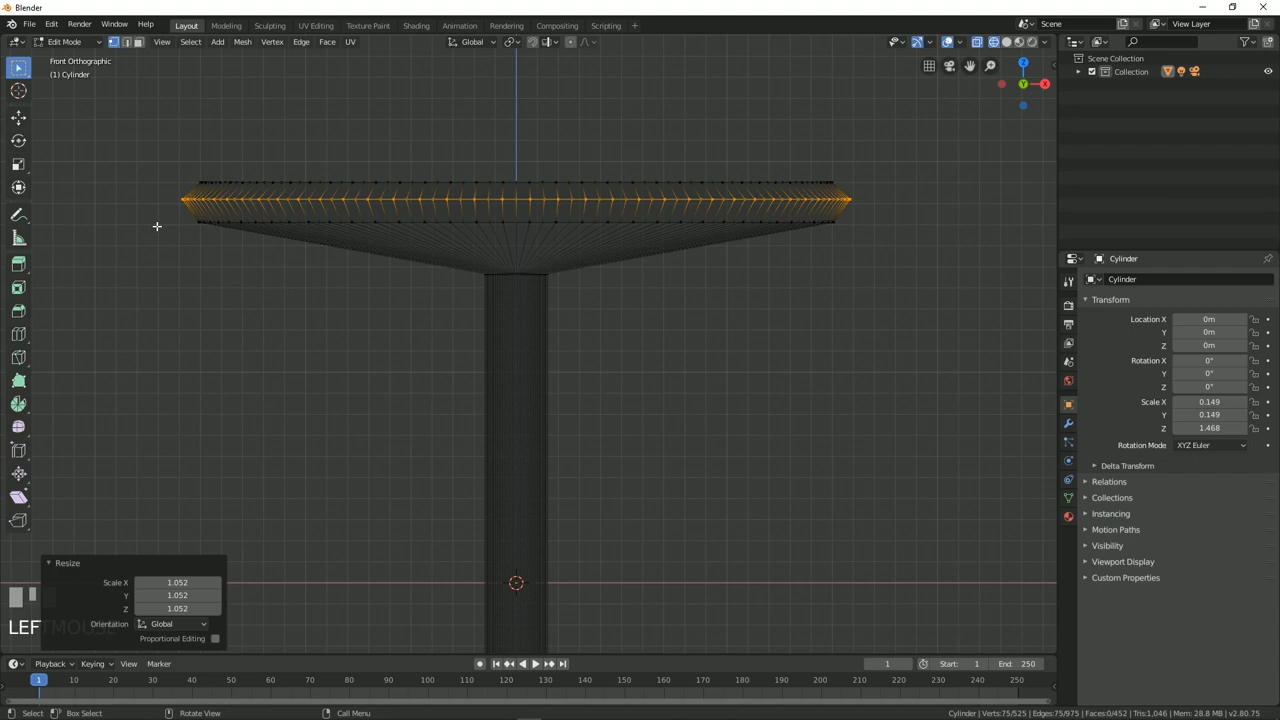 Blender
File Edit Render Window Help Layout Modeling Sculpting UV Editing Texture Paint Shading Animation Rendering Compositing Scripting + Scene View Layer
Edit Mode View Select Add Mesh Vertex Edge Face UV Global
Front Orthographic
(1) Cylinder
Z
Y
X
Scene Collection
Collection
Cylinder
Cylinder
Transform
Location X 0m
Y 0m
Z 0m
Rotation X 0°
Y 0°
Z 0°
Scale X 0.149
Y 0.149
Z 1.468
Rotation Mode XYZ Euler
Delta Transform
Relations
Collections
Instancing
Motion Paths
Visibility
Viewport Display
Custom Properties
Resize
Scale X 1.052
Y 1.052
Z 1.052
Orientation Global
Proportional Editing
LEFTMOUSE
Playback Keying View Marker 1 Start: 1 End: 250
1 10 20 30 40 50 60 70 80 90 100 110 120 130 140 150 160 170 180 190 200 210 220 230 240 250
Select Box Select Rotate View Call Menu Cylinder | Verts:75/525 | Edges:75/975 | Faces:0/452 | Tris:1,046 | Mem: 28.8 MB | v2.80.75